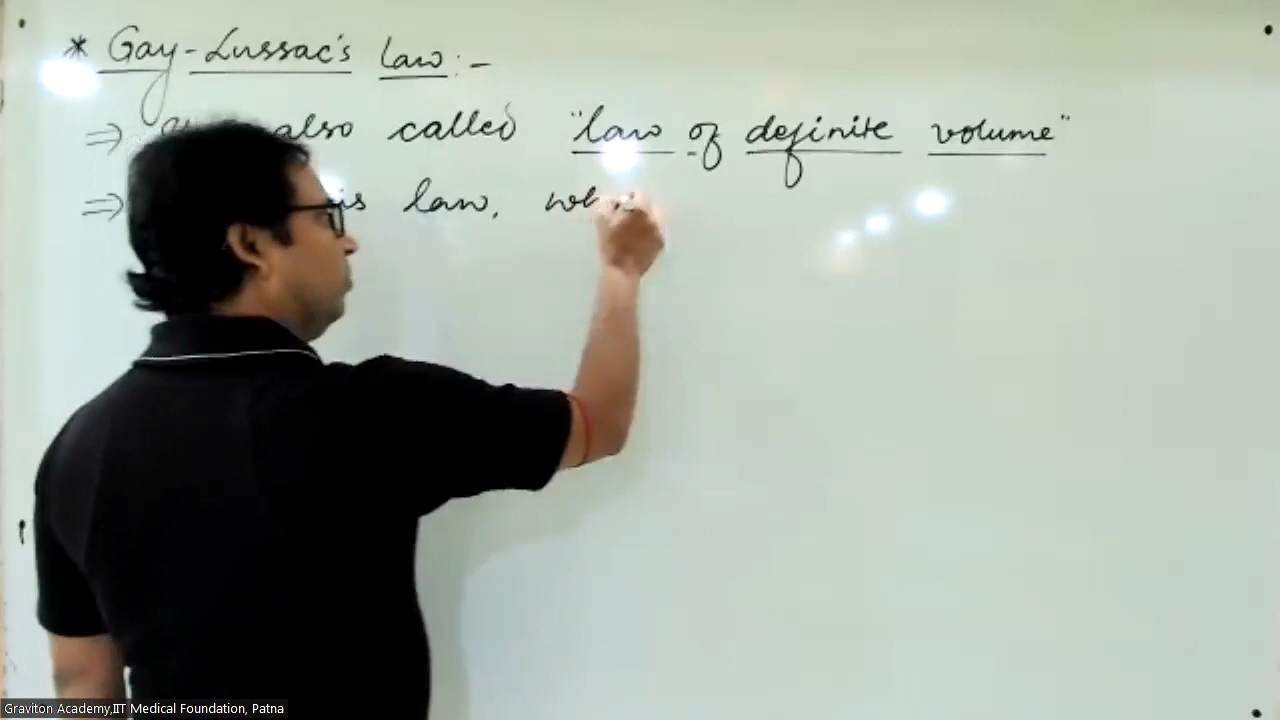 * Gay-Lussac's law :-
⇒ also called "law of definite volume"
⇒ law,
Graviton Academy,IIT Medical Foundation, Patna